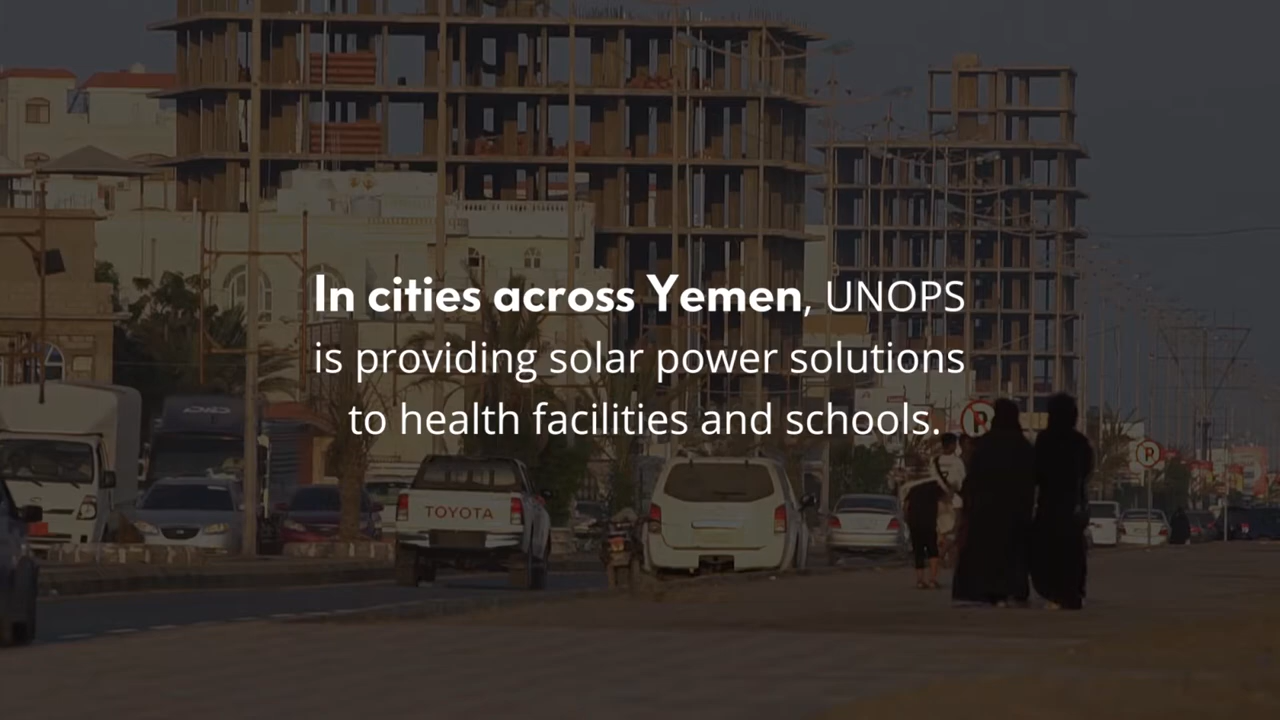 In cities across Yemen, UNOPS
is providing solar power solutions
to health facilities and schools.
TOYOTA
R
R